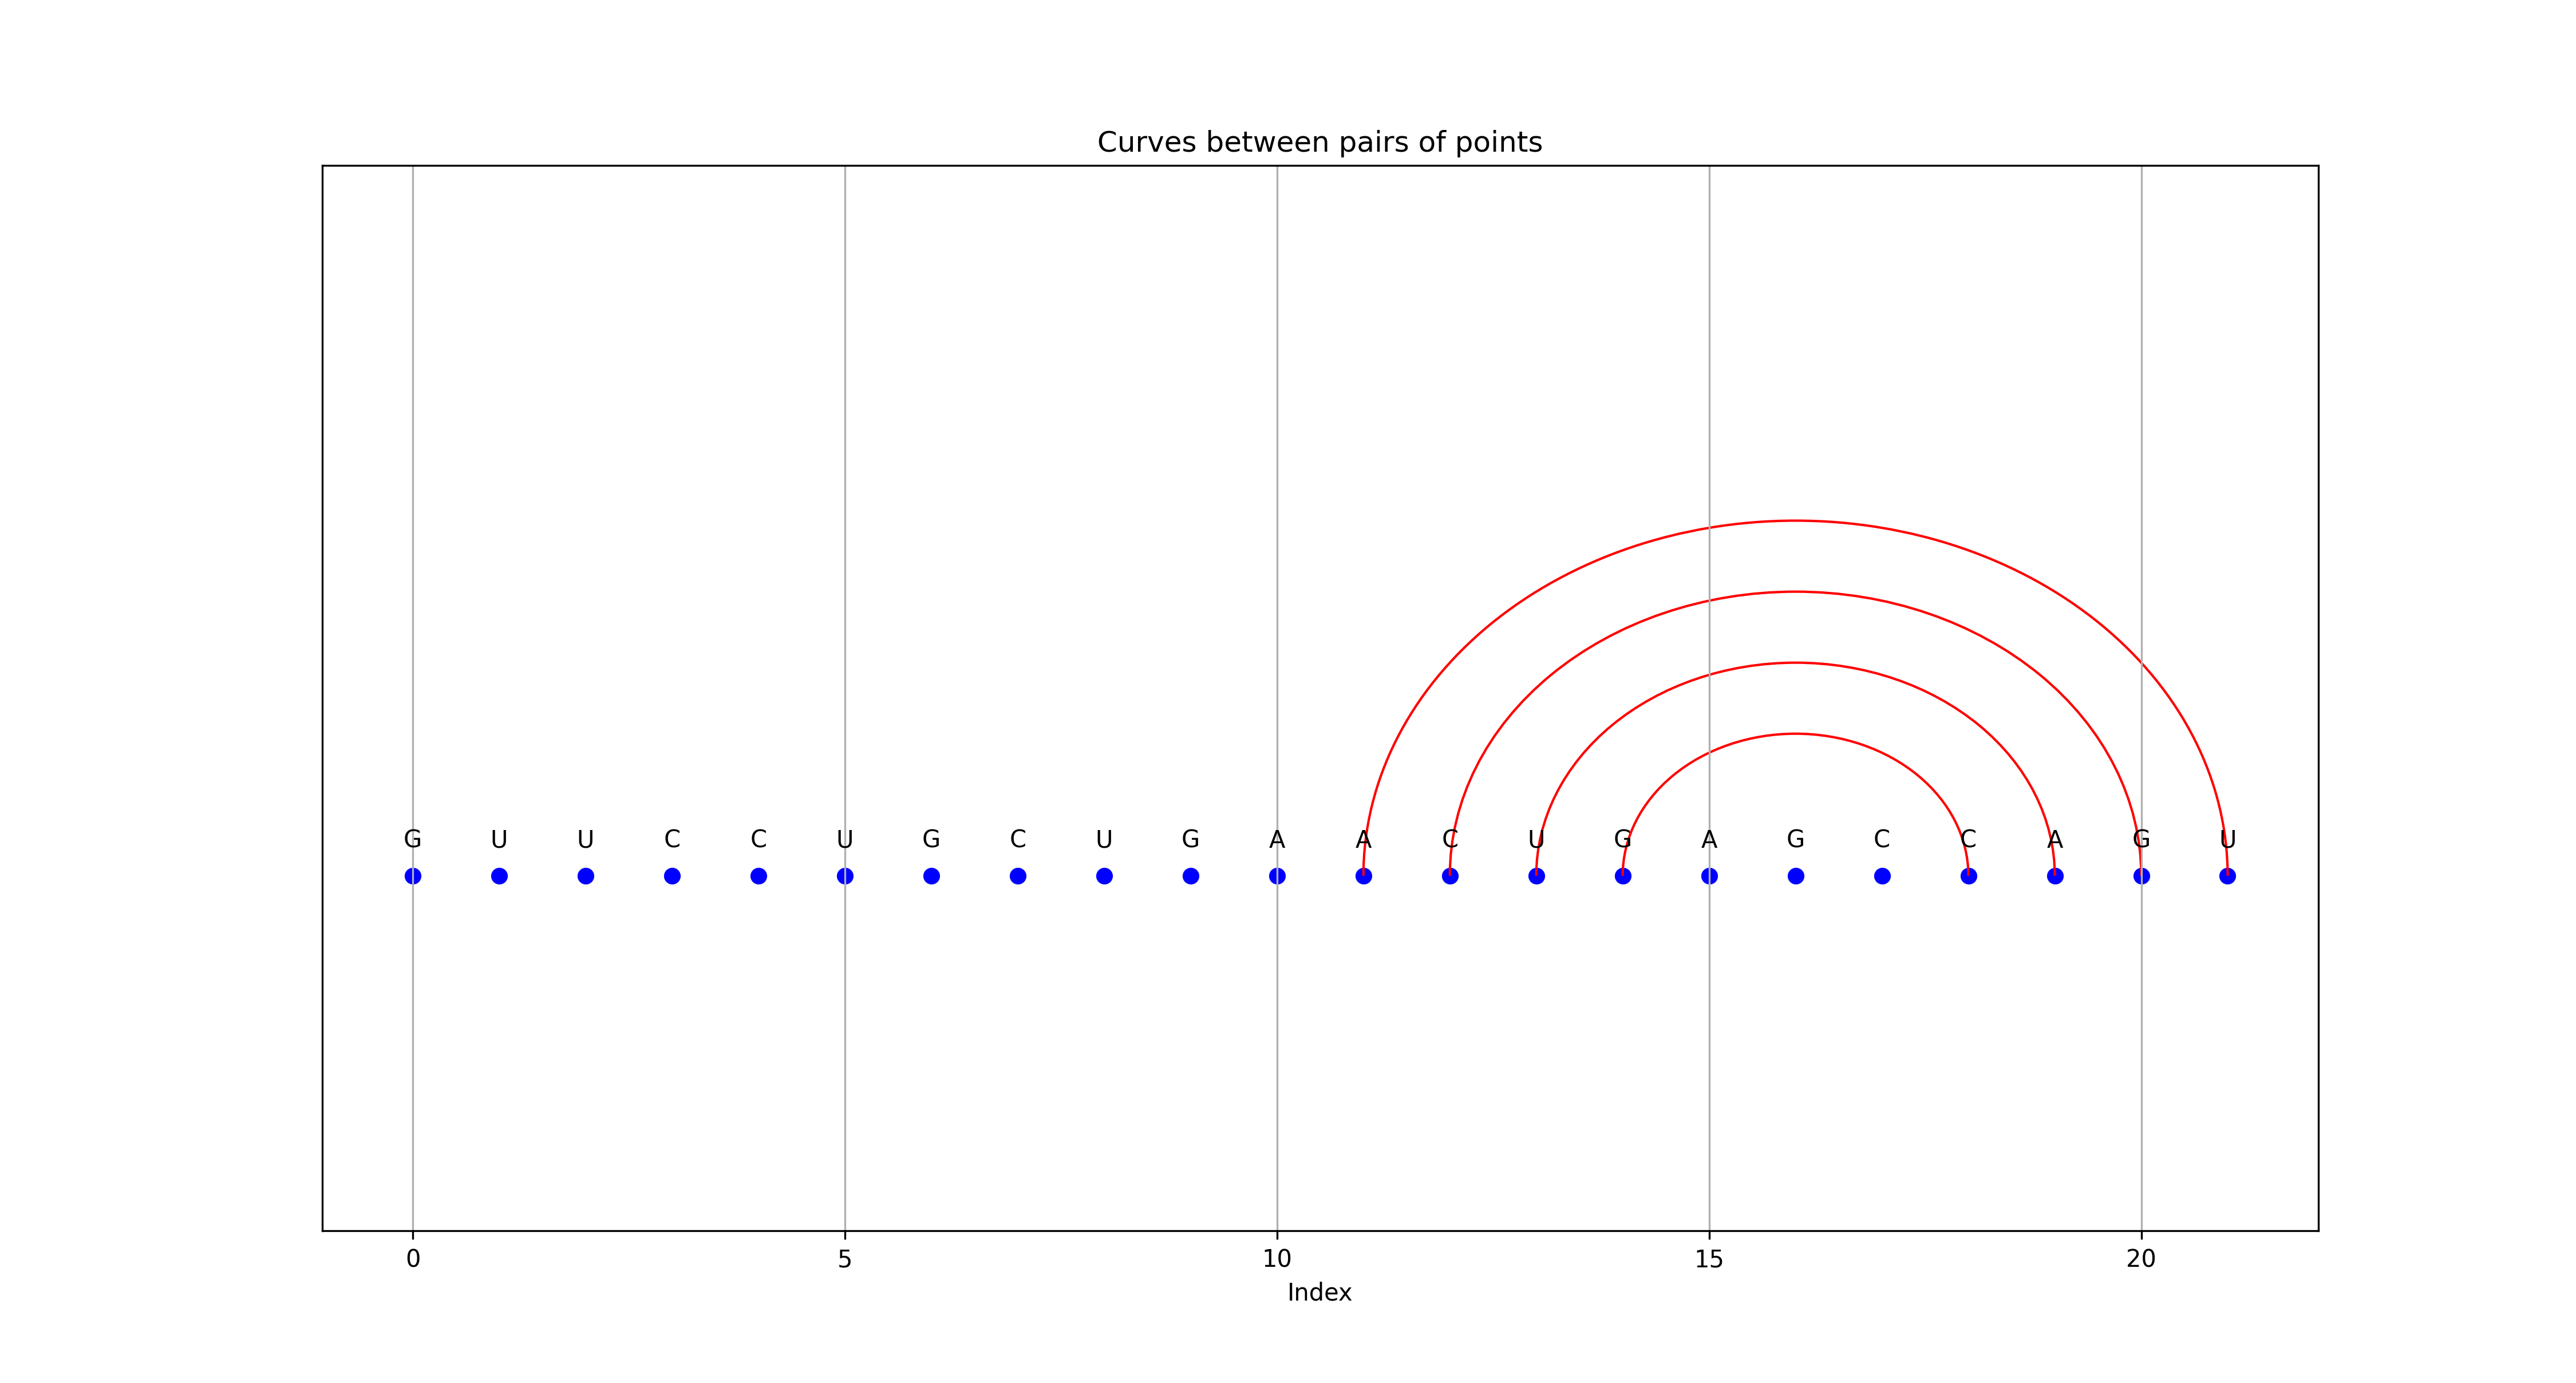 Curves between pairs of points
G U U C C U G C U G A A C U G A G C C A G U
0 5 10 15 20
Index